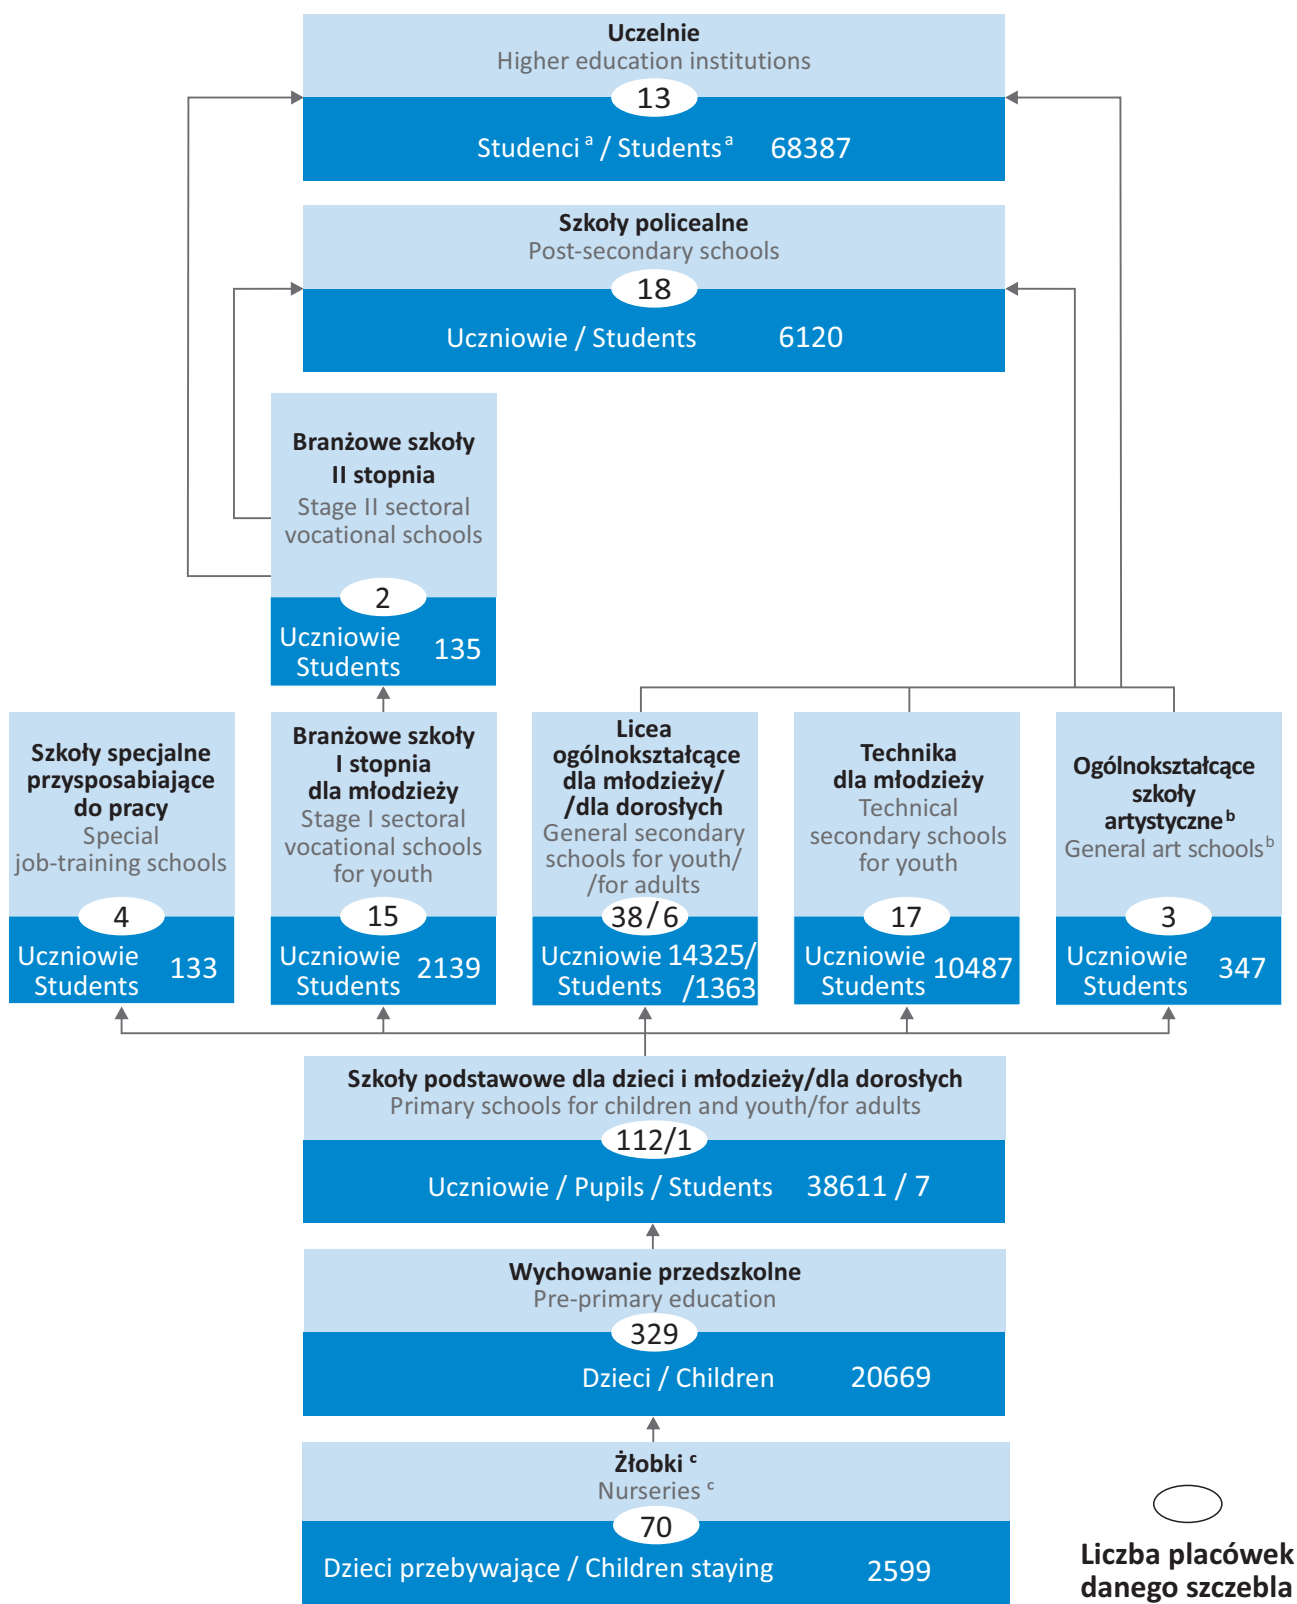 Uczelnie
Higher education institutions
13
Studenci a / Students a 68387
Szkoły policealne
Post-secondary schools
18
Uczniowie / Students 6120
Branżowe szkoły
II stopnia
Stage II sectoral
vocational schools
2
Uczniowie
Students
135
Szkoły specjalne
przysposabiające
do pracy
Special
job-training schools
4
Uczniowie
Students
133
Branżowe szkoły
I stopnia
dla młodzieży
Stage I sectoral
vocational schools
for youth
15
Uczniowie
Students
2139
Licea
ogólnokształcące
dla młodzieży/
/dla dorosłych
General secondary
schools for youth/
/for adults
38/6
Uczniowie 14325/
Students /1363
Technika
dla młodzieży
Technical
secondary schools
for youth
17
Uczniowie
Students
10487
Ogólnokształcące
szkoły
artystyczne b
General art schools b
3
Uczniowie
Students
347
Szkoły podstawowe dla dzieci i młodzieży/dla dorosłych
Primary schools for children and youth/for adults
112/1
Uczniowie / Pupils / Students 38611 / 7
Wychowanie przedszkolne
Pre-primary education
329
Dzieci / Children 20669
Żłobki c
Nurseries c
70
Dzieci przebywające / Children staying 2599
Liczba placówek
danego szczebla